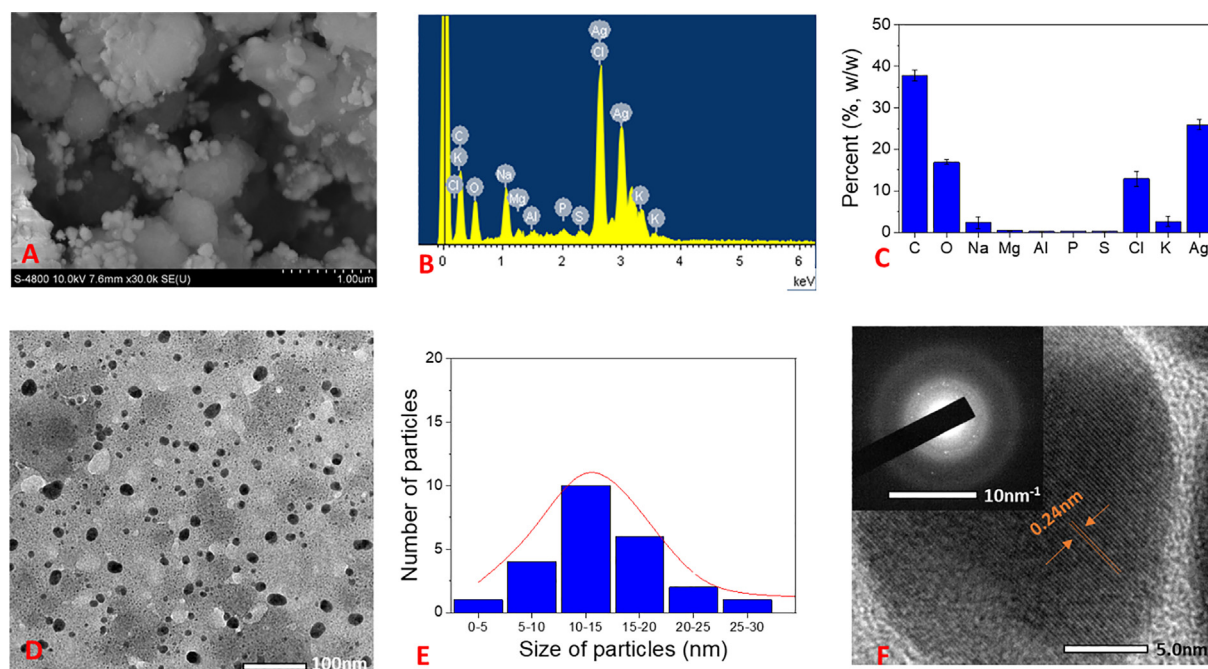 A
S-4800 10.0kV 7.6mm x30.0k SE(U)
1.00um
Ag
Cl
Ag
C
K
Cl
O
Na
Mg
Al
P
S
K
K
0 1 2 3 4 5 6
keV
B
Percent (%, w/w)
50
40
30
20
10
0
C O Na Mg Al P S Cl K Ag
C
D
100nm
Number of particles
20
15
10
5
0
0-5 5-10 10-15 15-20 20-25 25-30
Size of particles (nm)
E
10nm-1
0.24nm
F
5.0nm